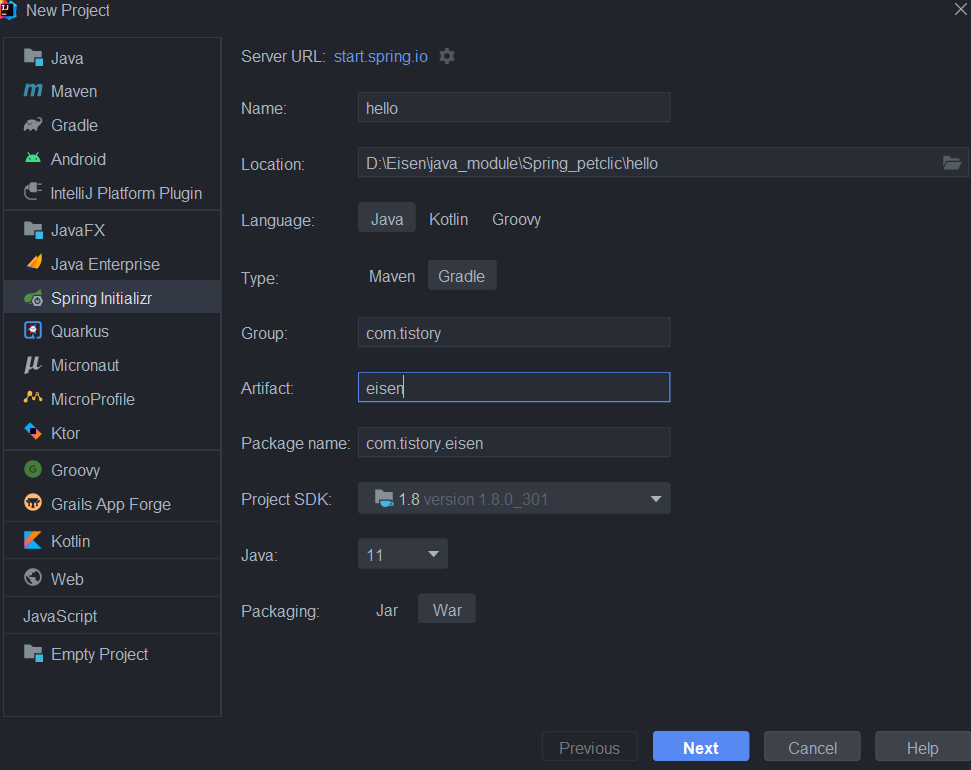 New Project
Java
Maven
Gradle
Android
IntelliJ Platform Plugin
JavaFX
Java Enterprise
Spring Initializr
Quarkus
Micronaut
MicroProfile
Ktor
Groovy
Grails App Forge
Kotlin
Web
JavaScript
Empty Project
Server URL: start.spring.io
Name: hello
Location: D:\Eisen\java_module\Spring_petclic\hello
Language: Java Kotlin Groovy
Type: Maven Gradle
Group: com.tistory
Artifact: eisen
Package name: com.tistory.eisen
Project SDK: 1.8 version 1.8.0_301
Java: 11
Packaging: Jar War
Previous Next Cancel Help